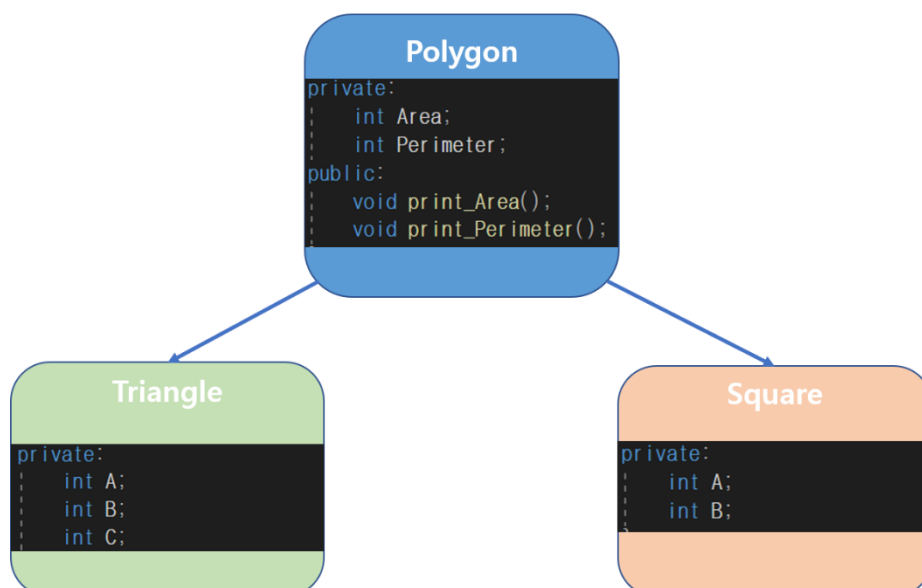 Polygon
private:
int Area;
int Perimeter;
public:
void print_Area();
void print_Perimeter();
Triangle
private:
int A;
int B;
int C;
Square
private:
int A;
int B;